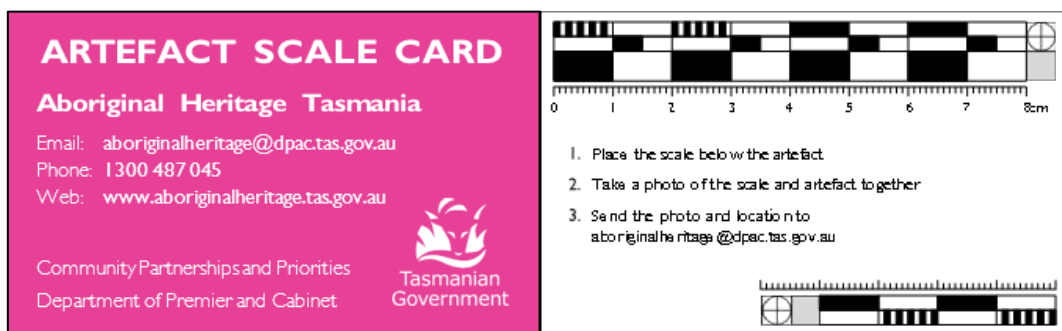 ARTEFACT SCALE CARD
Aboriginal Heritage Tasmania
Email: aboriginalheritage@dpac.tas.gov.au
Phone: 1300 487 045
Web: www.aboriginalheritage.tas.gov.au
Community Partnerships and Priorities
Department of Premier and Cabinet
Tasmanian
Government
0 1 2 3 4 5 6 7 8cm
1. Place the scale below the artefact
2. Take a photo of the scale and artefact together
3. Send the photo and location to
aboriginalheritage@dpac.tas.gov.au